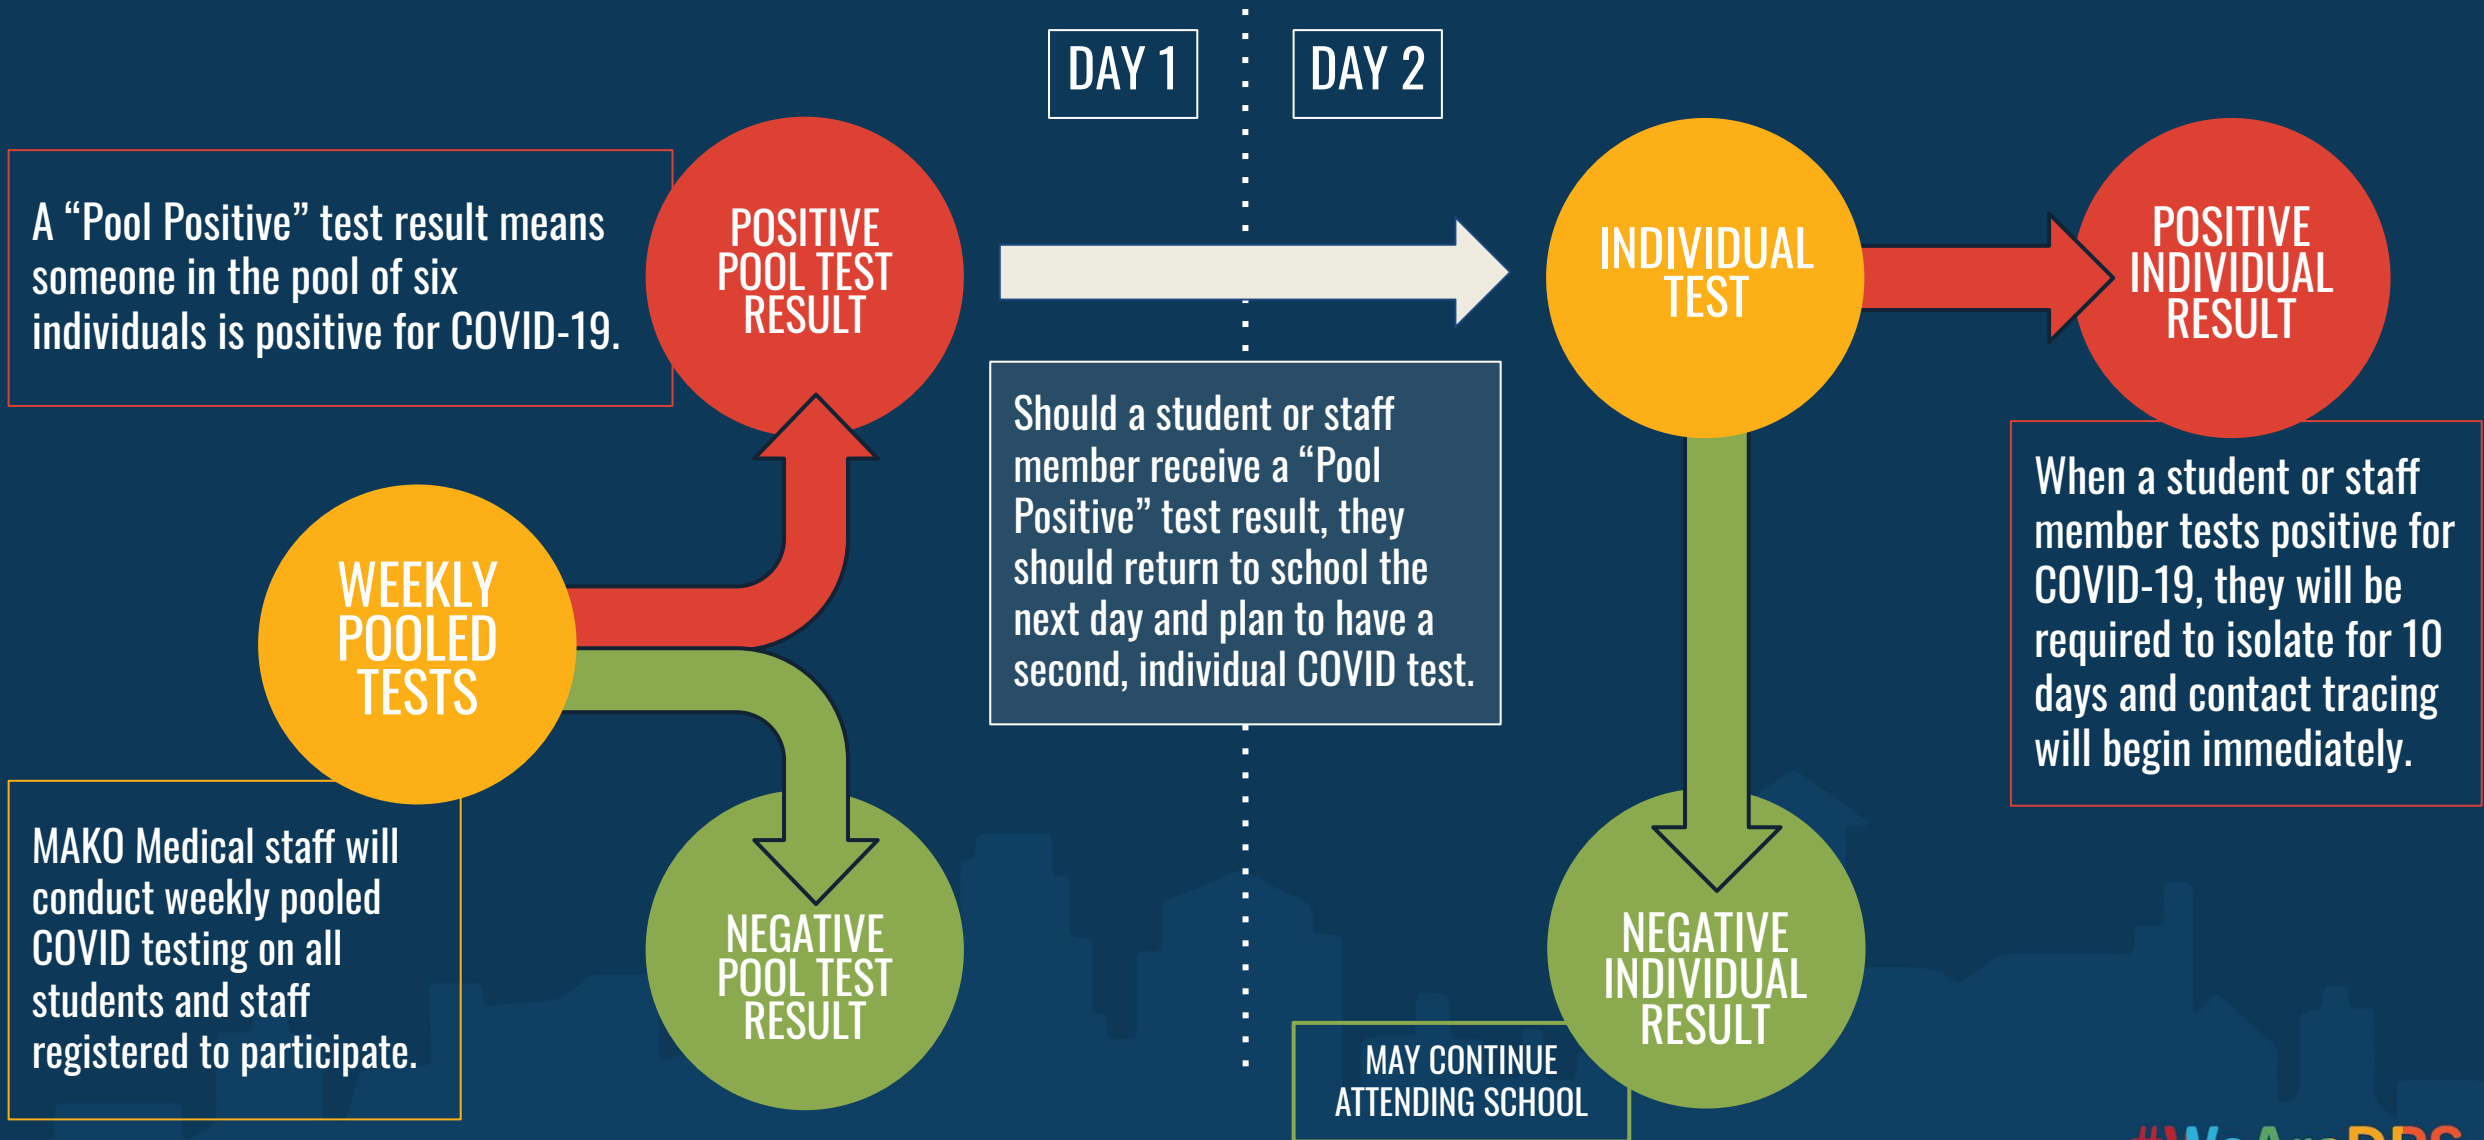 DAY 1
DAY 2
A “Pool Positive” test result means
someone in the pool of six
individuals is positive for COVID-19.
POSITIVE
POOL TEST
RESULT
INDIVIDUAL
TEST
POSITIVE
INDIVIDUAL
RESULT
Should a student or staff
member receive a “Pool
Positive” test result, they
should return to school the
next day and plan to have a
second, individual COVID test.
When a student or staff
member tests positive for
COVID-19, they will be
required to isolate for 10
days and contact tracing
will begin immediately.
WEEKLY
POOLED
TESTS
MAKO Medical staff will
conduct weekly pooled
COVID testing on all
students and staff
registered to participate.
NEGATIVE
POOL TEST
RESULT
NEGATIVE
INDIVIDUAL
RESULT
MAY CONTINUE
ATTENDING SCHOOL
#WeAreDPS